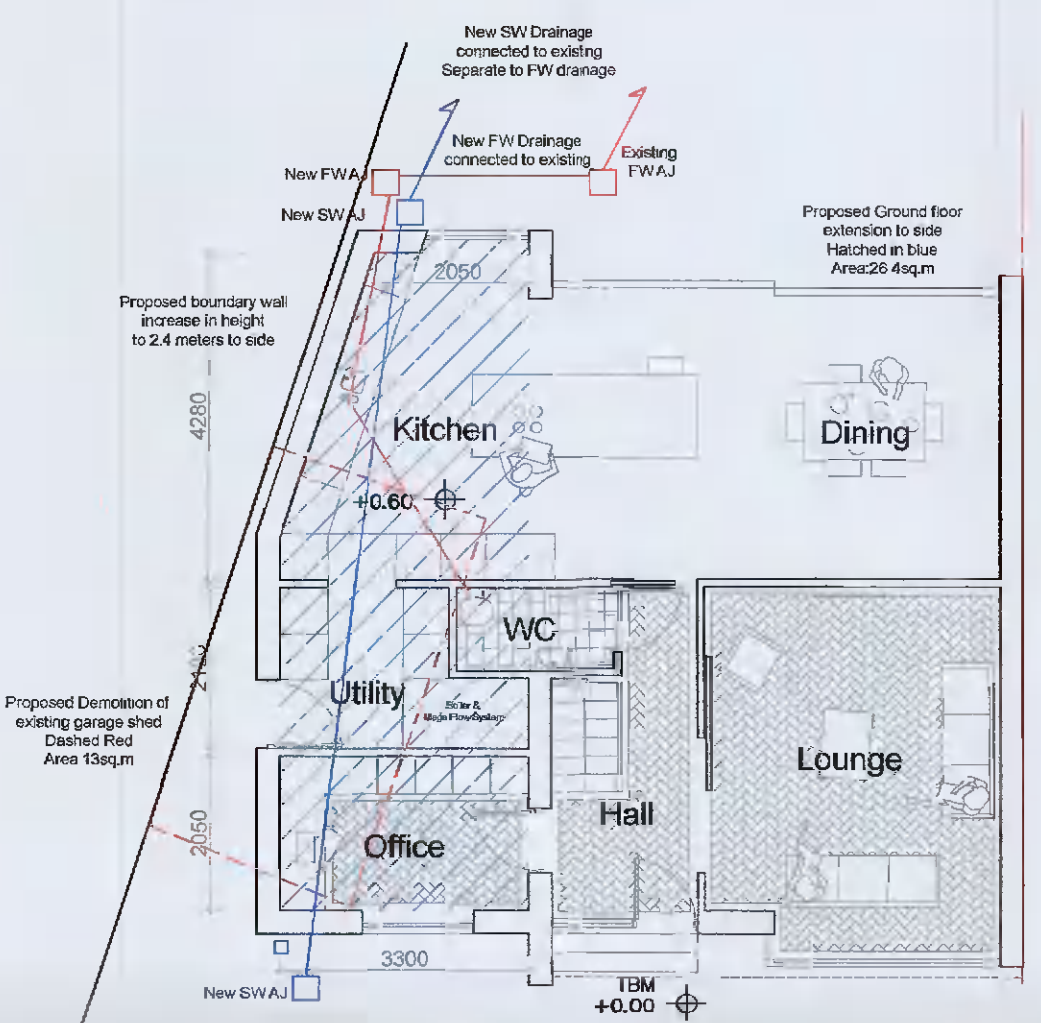 New SW Drainage
connected to existing
Separate to FW drainage
New FW Drainage
connected to existing
Existing
FWAJ
New FWAJ
New SWAJ
Proposed Ground floor
extension to side
Hatched in blue
Area:26 4sq.m
2050
Proposed boundary wall
increase in height
to 2.4 meters to side
4280
Kitchen
Dining
+0.60
WC
Utility
Boiler &
System
Proposed Demolition of
existing garage shed
Dashed Red
Area 13sq.m
Lounge
Hall
2050
Office
3300
New SWAJ
TBM
+0.00